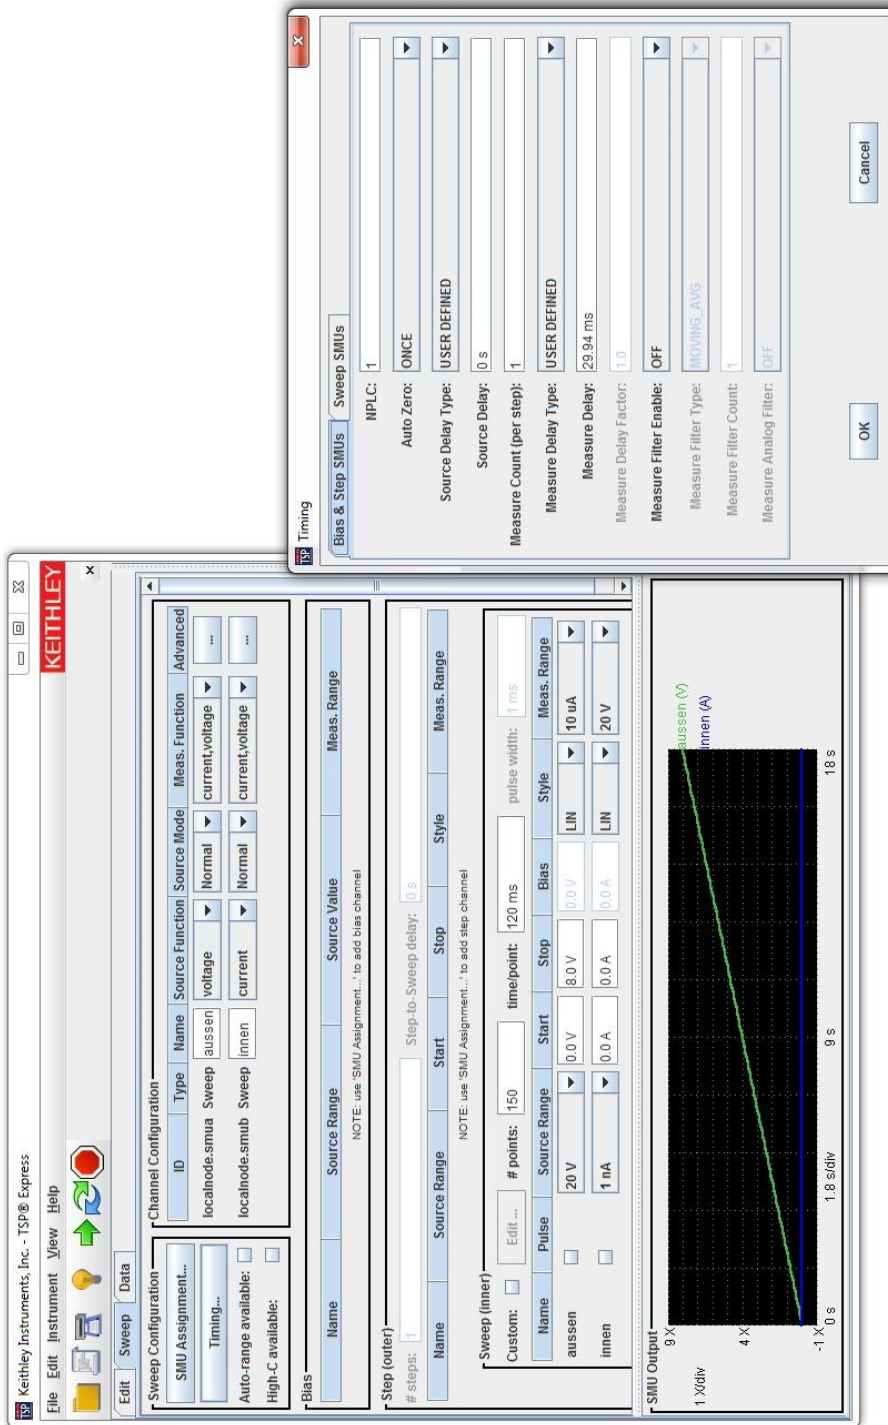 TSP Keithley Instruments, Inc. - TSP® Express
File Edit Instrument View Help
KEITHLEY
Edit Sweep Data
Sweep Configuration
SMU Assignment...
Timing...
Auto-range available:
High-C available:
Channel Configuration
ID Type Name Source Function Source Mode Meas. Function Advanced
localnode.smua Sweep aussen voltage Normal current,voltage ...
localnode.smub Sweep innen current Normal current,voltage ...
Bias
Name Source Range Source Value Meas. Range
NOTE: use 'SMU Assignment...' to add bias channel
Step (outer)
# steps: 1 Step-to-Sweep delay: 0 s
Name Source Range Start Stop Style Meas. Range
NOTE: use 'SMU Assignment...' to add step channel
Sweep (inner)
Custom: Edit ... # points: 150 time/point: 120 ms pulse width: 1 ms
Name Pulse Source Range Start Stop Bias Style Meas. Range
aussen 20 V 0.0 V 8.0 V 0.0 V LIN 10 uA
innen 1 nA 0.0 A 0.0 A 0.0 A LIN 20 V
SMU Output
9 X
1 X/div
4 X
-1 X
0 s 1.8 s/div 9 s 18 s
aussen (V)
innen (A)
TSP Timing
X
Bias & Step SMUs Sweep SMUs
NPLC: 1
Auto Zero: ONCE
Source Delay Type: USER DEFINED
Source Delay: 0 s
Measure Count (per step): 1
Measure Delay Type: USER DEFINED
Measure Delay: 29.94 ms
Measure Delay Factor: 1.0
Measure Filter Enable: OFF
Measure Filter Type: MOVING_AVG
Measure Filter Count: 1
Measure Analog Filter: OFF
OK Cancel